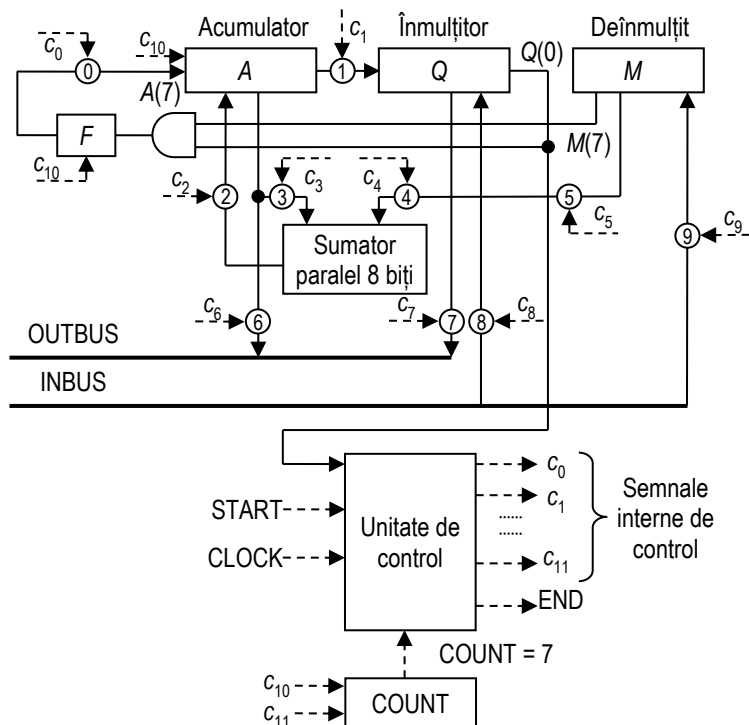 Acumulator
Înmulțitor
Deînmulțit
c0
c10
c1
Q(0)
0
A
1
Q
M
A(7)
F
M(7)
c10
c2
2
3
c3
c4
4
5
c5
9
c9
Sumator
paralel 8 biți
c6
6
c7
7
8
c8
OUTBUS
INBUS
c0
START
Unitate de
control
c1
......
......
Semnale
interne de
control
CLOCK
c11
END
COUNT = 7
c10
c11
COUNT